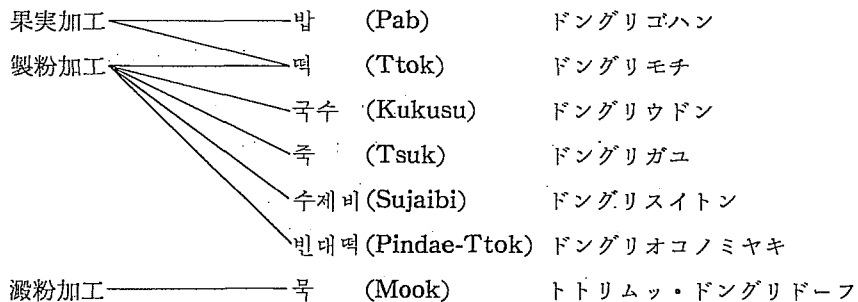 果実加工 밥 (Pab) ドングリゴハン
製粉加工 떡 (Ttok) ドングリモチ
국수 (Kukusu) ドングリウドン
죽 (Tsuk) ドングリガユ
수제비 (Sujaibi) ドングリスイトン
빈대떡 (Pindae-Ttok) ドングリオコノミヤキ
澱粉加工 묵 (Mook) トトリムッ・ドングリドーフ